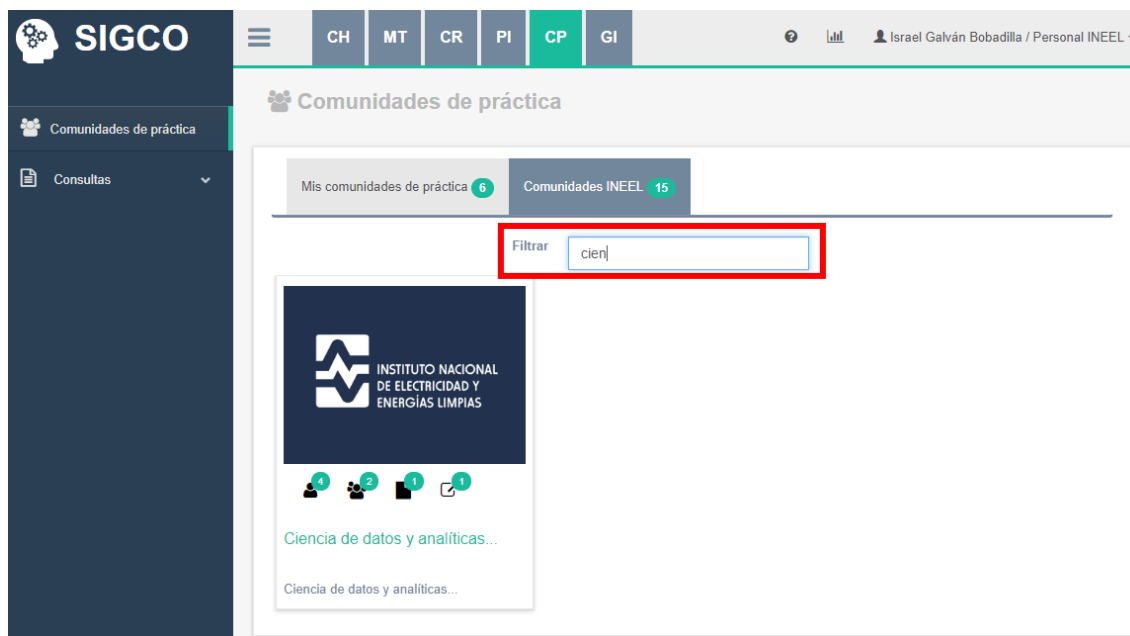 SIGCO
CH MT CR PI CP GI
Israel Galván Bobadilla / Personal INEEL
Comunidades de práctica
Comunidades de práctica
Consultas
Mis comunidades de práctica 6
Comunidades INEEL 15
Filtrar
cien
INSTITUTO NACIONAL
DE ELECTRICIDAD Y
ENERGÍAS LIMPIAS
4 2 1 1
Ciencia de datos y analíticas...
Ciencia de datos y analíticas...